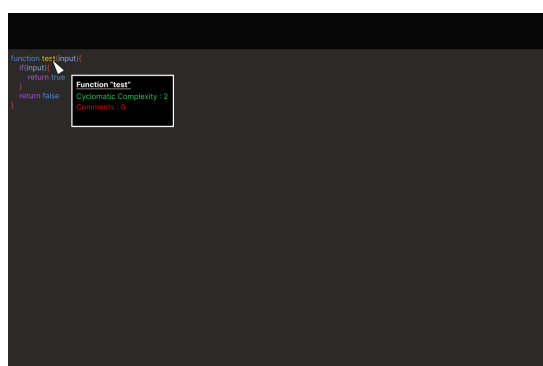 function test(input){
if(input){
return true
}
return false
}
Function "test"
Cyclomatic Complexity : 2
Comments : 0